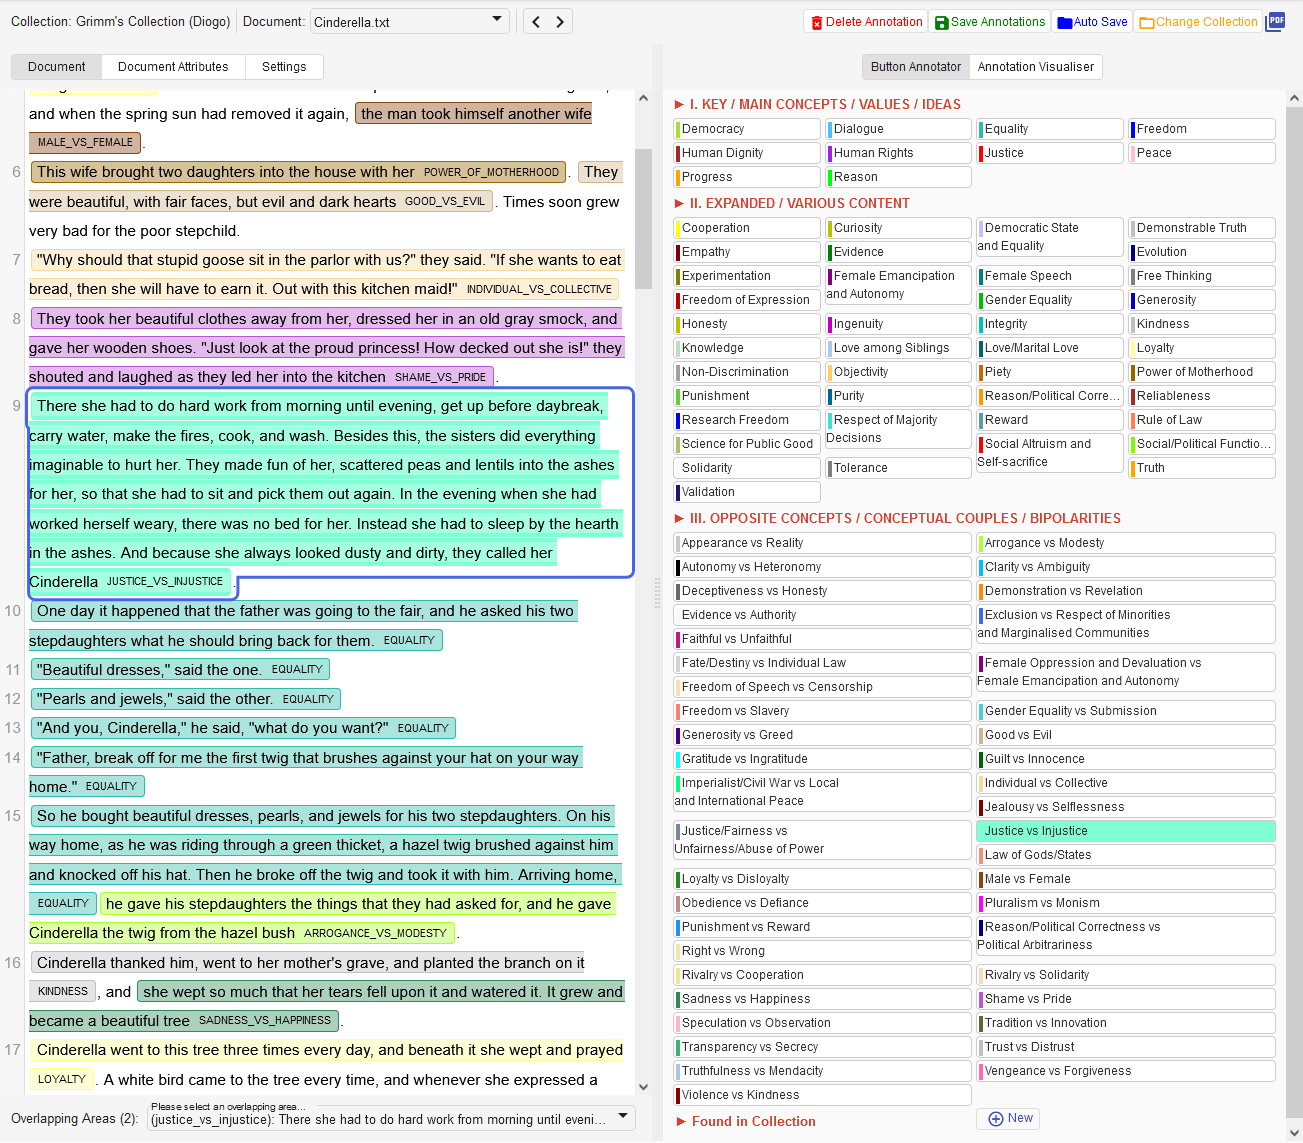 Collection: Grimm's Collection (Diogo)
Document:
Cinderella.txt
Delete Annotation
Save Annotations
Auto Save
Change Collection
PDF
Document
Document Attributes
Settings
Button Annotator
Annotation Visualiser
and when the spring sun had removed it again, the man took himself another wife
MALE_VS_FEMALE .
6 This wife brought two daughters into the house with her POWER_OF_MOTHERHOOD . They
were beautiful, with fair faces, but evil and dark hearts GOOD_VS_EVIL . Times soon grew
very bad for the poor stepchild.
7 "Why should that stupid goose sit in the parlor with us?" they said. "If she wants to eat
bread, then she will have to earn it. Out with this kitchen maid!" INDIVIDUAL_VS_COLLECTIVE
8 They took her beautiful clothes away from her, dressed her in an old gray smock, and
gave her wooden shoes. "Just look at the proud princess! How decked out she is!" they
shouted and laughed as they led her into the kitchen SHAME_VS_PRIDE .
9 There she had to do hard work from morning until evening, get up before daybreak,
carry water, make the fires, cook, and wash. Besides this, the sisters did everything
imaginable to hurt her. They made fun of her, scattered peas and lentils into the ashes
for her, so that she had to sit and pick them out again. In the evening when she had
worked herself weary, there was no bed for her. Instead she had to sleep by the hearth
in the ashes. And because she always looked dusty and dirty, they called her
Cinderella JUSTICE_VS_INJUSTICE .
10 One day it happened that the father was going to the fair, and he asked his two
stepdaughters what he should bring back for them. EQUALITY
11 "Beautiful dresses," said the one. EQUALITY
12 "Pearls and jewels," said the other. EQUALITY
13 "And you, Cinderella," he said, "what do you want?" EQUALITY
14 "Father, break off for me the first twig that brushes against your hat on your way
home." EQUALITY
15 So he bought beautiful dresses, pearls, and jewels for his two stepdaughters. On his
way home, as he was riding through a green thicket, a hazel twig brushed against him
and knocked off his hat. Then he broke off the twig and took it with him. Arriving home,
EQUALITY he gave his stepdaughters the things that they had asked for, and he gave
Cinderella the twig from the hazel bush ARROGANCE_VS_MODESTY .
16 Cinderella thanked him, went to her mother's grave, and planted the branch on it
KINDNESS , and she wept so much that her tears fell upon it and watered it. It grew and
became a beautiful tree SADNESS_VS_HAPPINESS .
17 Cinderella went to this tree three times every day, and beneath it she wept and prayed
LOYALTY . A white bird came to the tree every time, and whenever she expressed a
Overlapping Areas (2):
Please select an overlapping area...
(justice_vs_injustice): There she had to do hard work from morning until eveni...
I. KEY / MAIN CONCEPTS / VALUES / IDEAS
Democracy
Dialogue
Equality
Freedom
Human Dignity
Human Rights
Justice
Peace
Progress
Reason
II. EXPANDED / VARIOUS CONTENT
Cooperation
Curiosity
Democratic State
and Equality
Demonstrable Truth
Empathy
Evidence
Evolution
Experimentation
Female Emancipation
and Autonomy
Female Speech
Free Thinking
Freedom of Expression
Gender Equality
Generosity
Honesty
Ingenuity
Integrity
Kindness
Knowledge
Love among Siblings
Love/Marital Love
Loyalty
Non-Discrimination
Objectivity
Piety
Power of Motherhood
Punishment
Purity
Reason/Political Corre...
Reliableness
Research Freedom
Respect of Majority
Decisions
Reward
Rule of Law
Science for Public Good
Social Altruism and
Self-sacrifice
Social/Political Functio...
Solidarity
Tolerance
Truth
Validation
III. OPPOSITE CONCEPTS / CONCEPTUAL COUPLES / BIPOLARITIES
Appearance vs Reality
Arrogance vs Modesty
Autonomy vs Heteronomy
Clarity vs Ambiguity
Deceptiveness vs Honesty
Demonstration vs Revelation
Evidence vs Authority
Exclusion vs Respect of Minorities
and Marginalised Communities
Faithful vs Unfaithful
Fate/Destiny vs Individual Law
Female Oppression and Devaluation vs
Female Emancipation and Autonomy
Freedom of Speech vs Censorship
Freedom vs Slavery
Gender Equality vs Submission
Generosity vs Greed
Good vs Evil
Gratitude vs Ingratitude
Guilt vs Innocence
Imperialist/Civil War vs Local
and International Peace
Individual vs Collective
Jealousy vs Selflessness
Justice/Fairness vs
Unfairness/Abuse of Power
Justice vs Injustice
Law of Gods/States
Loyalty vs Disloyalty
Male vs Female
Obedience vs Defiance
Pluralism vs Monism
Punishment vs Reward
Reason/Political Correctness vs
Political Arbitrariness
Right vs Wrong
Rivalry vs Cooperation
Rivalry vs Solidarity
Sadness vs Happiness
Shame vs Pride
Speculation vs Observation
Tradition vs Innovation
Transparency vs Secrecy
Trust vs Distrust
Truthfulness vs Mendacity
Vengeance vs Forgiveness
Violence vs Kindness
Found in Collection
New